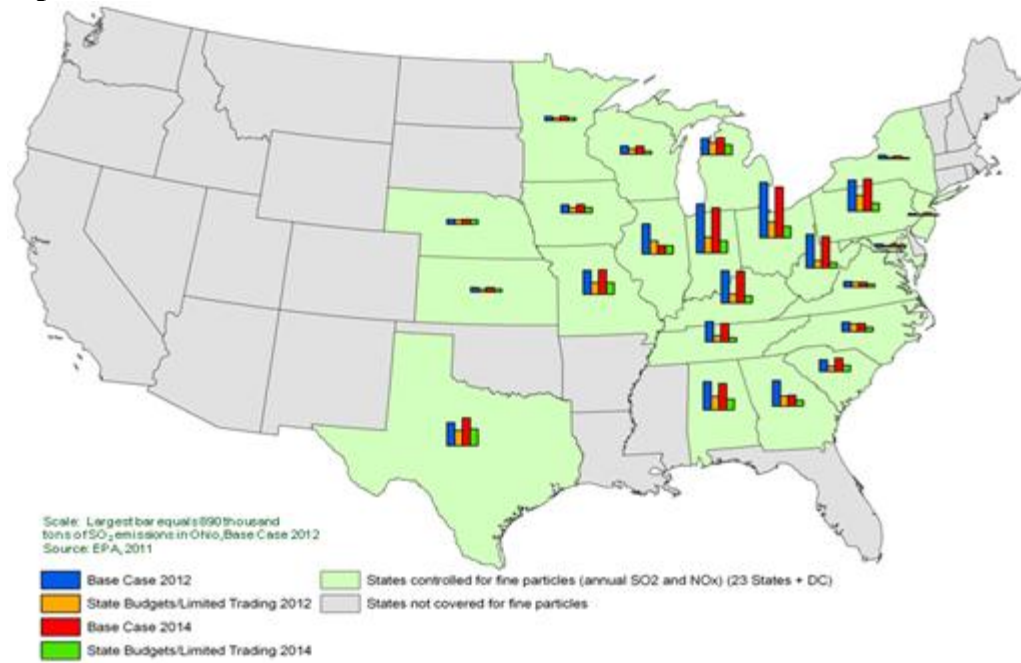 Scale: Largest bar equals 890 thousand
tons of SO₂ emissions in Ohio, Base Case 2012
Source: EPA, 2011
Base Case 2012
State Budgets/Limited Trading 2012
Base Case 2014
State Budgets/Limited Trading 2014
States controlled for fine particles (annual SO2 and NOx) (23 States + DC)
States not covered for fine particles